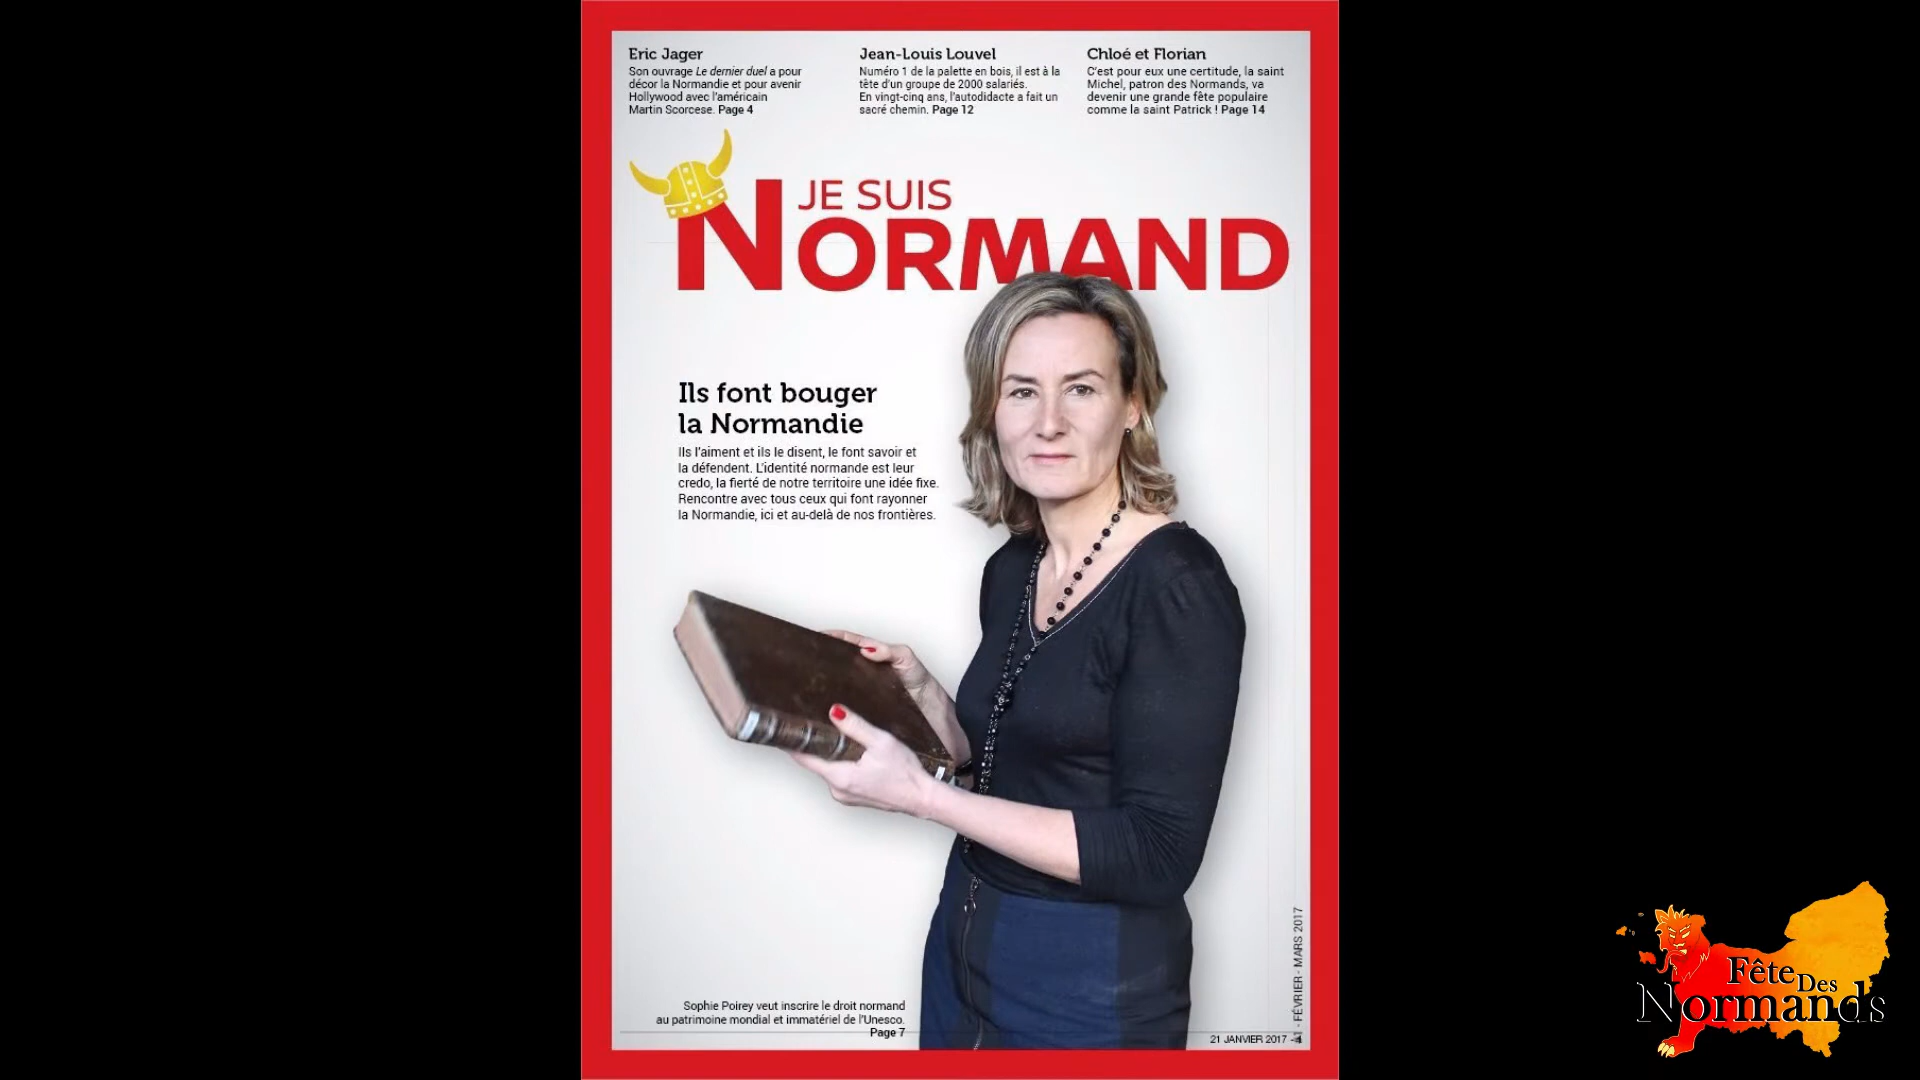 Eric Jager
Son ouvrage Le dernier duel a pour
décor la Normandie et pour avenir
Hollywood avec l'américain
Martin Scorcese. Page 4
Jean-Louis Louvel
Numéro 1 de la palette en bois, il est à la
tête d'un groupe de 2000 salariés.
En vingt-cinq ans, l'autodidacte a fait un
sacré chemin. Page 12
Chloé et Florian
C'est pour eux une certitude, la saint
Michel, patron des Normands, va
devenir une grande fête populaire
comme la saint Patrick ! Page 14
N JE SUIS
NORMAND
Ils font bouger
la Normandie
Ils l'aiment et ils le disent, le font savoir et
la défendent. L'identité normande est leur
credo, la fierté de notre territoire une idée fixe.
Rencontre avec tous ceux qui font rayonner
la Normandie, ici et au-delà de nos frontières.
Sophie Poirey veut inscrire le droit normand
au patrimoine mondial et immatériel de l'Unesco.
Page 7
- FÉVRIER - MARS 2017
21 JANVIER 2017 -
Fête Des
Normands